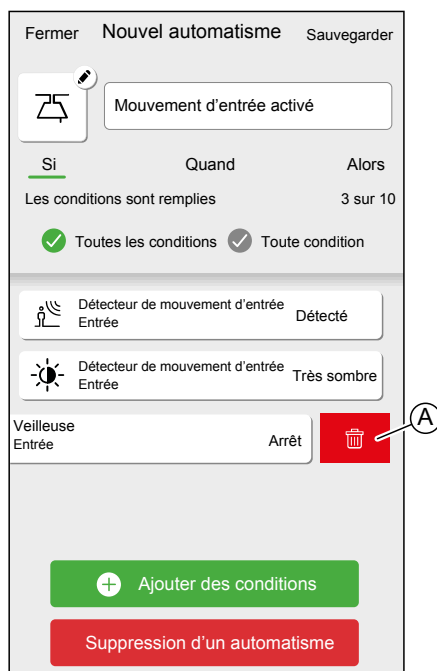 Fermer Nouvel automatisme Sauvegarder
Mouvement d'entrée activé
Si Quand Alors
Les conditions sont remplies 3 sur 10
Toutes les conditions Toute condition
Détecteur de mouvement d'entrée
Entrée Détecté
Détecteur de mouvement d'entrée
Entrée Très sombre
Veilleuse
Entrée Arrêt
A
Ajouter des conditions
Suppression d'un automatisme